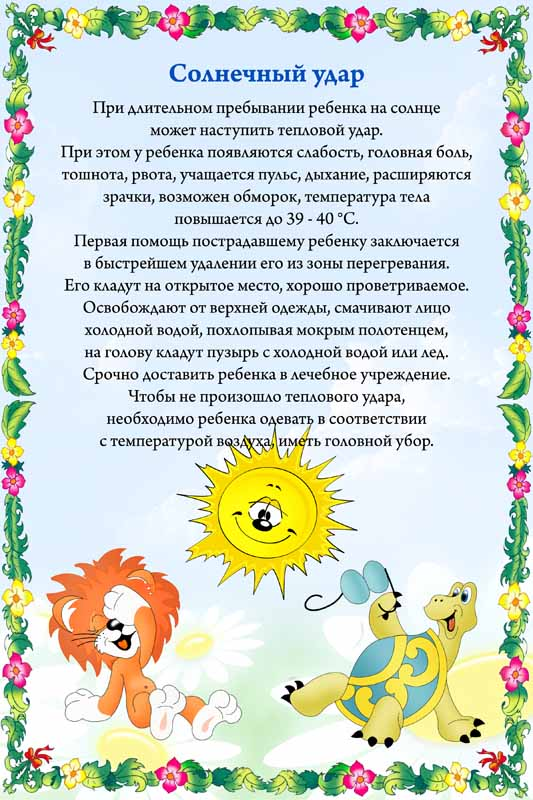 Солнечный удар
При длительном пребывании ребенка на солнце
может наступить тепловой удар.
При этом у ребенка появляются слабость, головная боль,
тошнота, рвота, учащается пульс, дыхание, расширяются
зрачки, возможен обморок, температура тела
повышается до 39 - 40 °С.
Первая помощь пострадавшему ребенку заключается
в быстрейшем удалении его из зоны перегревания.
Его кладут на открытое место, хорошо проветриваемое.
Освобождают от верхней одежды, смачивают лицо
холодной водой, похлопывая мокрым полотенцем,
на голову кладут пузырь с холодной водой или лед.
Срочно доставить ребенка в лечебное учреждение.
Чтобы не произошло теплового удара,
необходимо ребенка одевать в соответствии
с температурой воздуха, иметь головной убор.